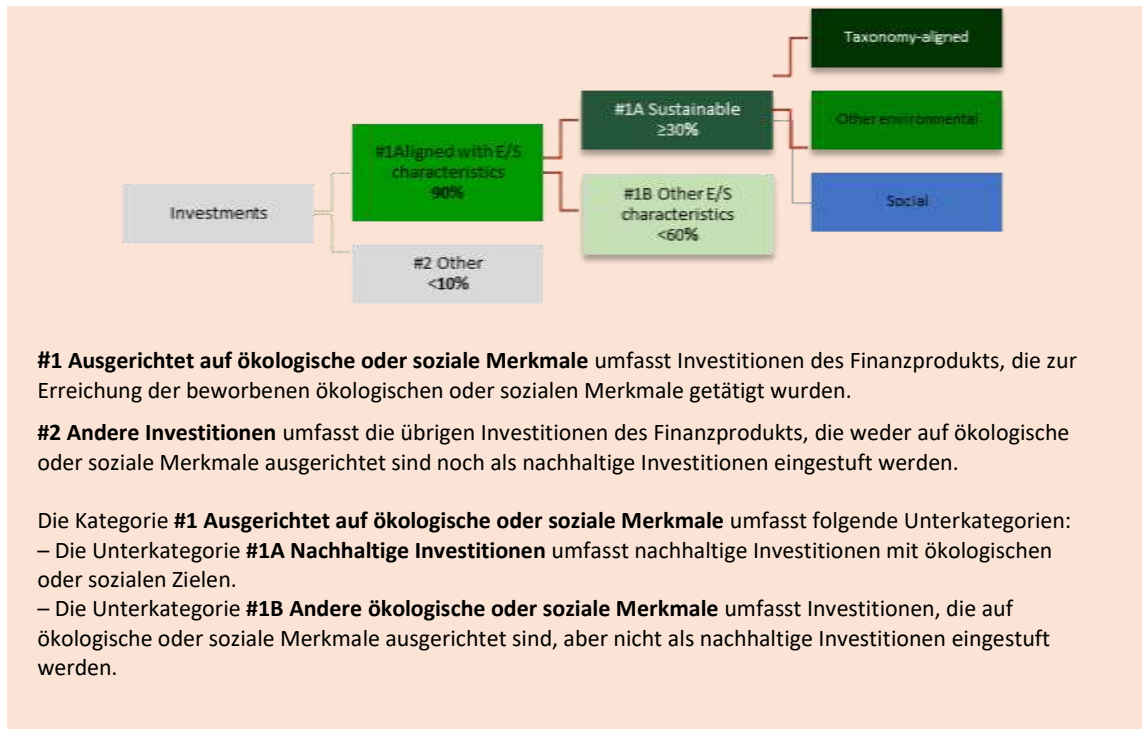 Taxonomy-aligned
#1A Sustainable
≥30%
Other environmental
#1Aligned with E/S
characteristics
90%
#1B Other E/S
characteristics
<60%
Social
Investments
#2 Other
<10%
#1 Ausgerichtet auf ökologische oder soziale Merkmale umfasst Investitionen des Finanzprodukts, die zur
Erreichung der beworbenen ökologischen oder sozialen Merkmale getätigt wurden.
#2 Andere Investitionen umfasst die übrigen Investitionen des Finanzprodukts, die weder auf ökologische
oder soziale Merkmale ausgerichtet sind noch als nachhaltige Investitionen eingestuft werden.
Die Kategorie #1 Ausgerichtet auf ökologische oder soziale Merkmale umfasst folgende Unterkategorien:
– Die Unterkategorie #1A Nachhaltige Investitionen umfasst nachhaltige Investitionen mit ökologischen
oder sozialen Zielen.
– Die Unterkategorie #1B Andere ökologische oder soziale Merkmale umfasst Investitionen, die auf
ökologische oder soziale Merkmale ausgerichtet sind, aber nicht als nachhaltige Investitionen eingestuft
werden.